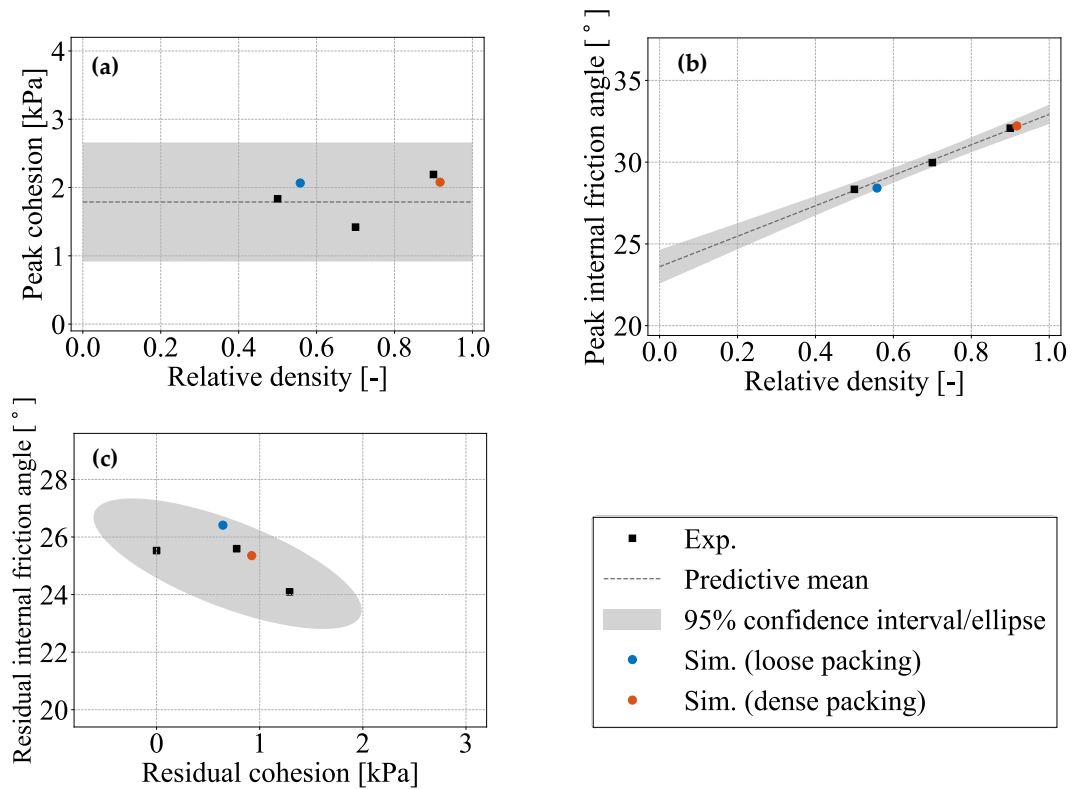 (a)
Peak cohesion [kPa]
4
3
2
1
0
0.0 0.2 0.4 0.6 0.8 1.0
Relative density [-]
(b)
Peak internal friction angle [°]
35
30
25
20
0.0 0.2 0.4 0.6 0.8 1.0
Relative density [-]
(c)
Residual internal friction angle [°]
28
26
24
22
20
0 1 2 3
Residual cohesion [kPa]
Exp.
Predictive mean
95% confidence interval/ellipse
Sim. (loose packing)
Sim. (dense packing)